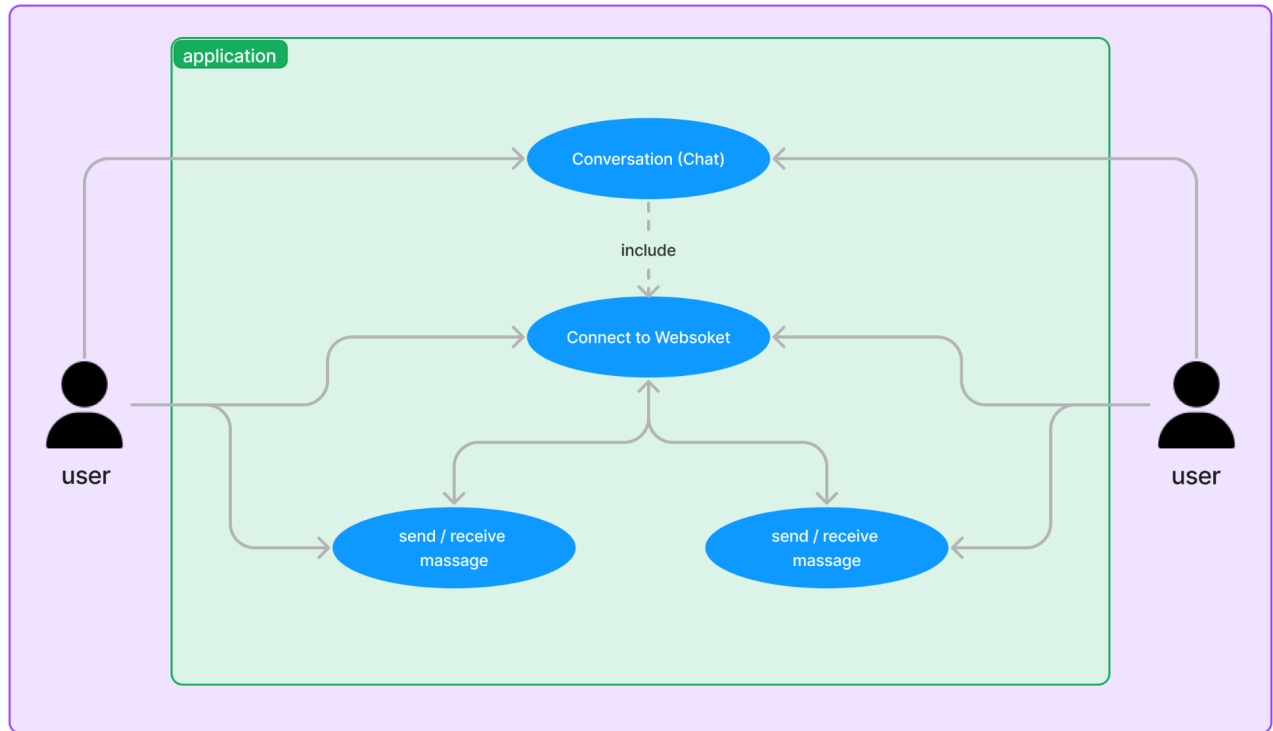 application
Conversation (Chat)
include
Connect to Websoket
user
user
send / receive
massage
send / receive
massage